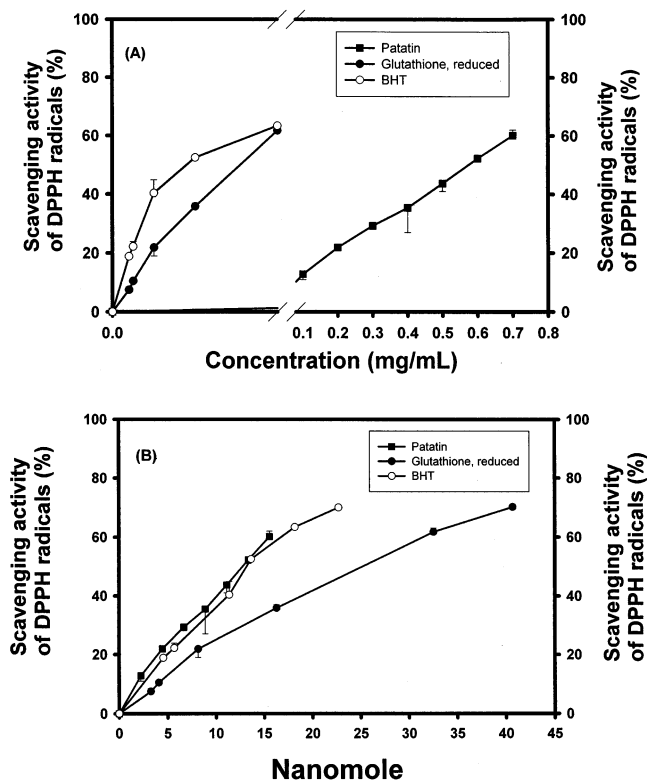 (A)
Patatin
Glutathione, reduced
BHT
Scavenging activity
of DPPH radicals (%)
100
80
60
40
20
0
100
80
60
40
20
0
Scavenging activity
of DPPH radicals (%)
0.0 0.1 0.2 0.3 0.4 0.5 0.6 0.7 0.8
Concentration (mg/mL)
(B)
Patatin
Glutathione, reduced
BHT
Scavenging activity
of DPPH radicals (%)
100
80
60
40
20
0
100
80
60
40
20
0
Scavenging activity
of DPPH radicals (%)
0 5 10 15 20 25 30 35 40 45
Nanomole